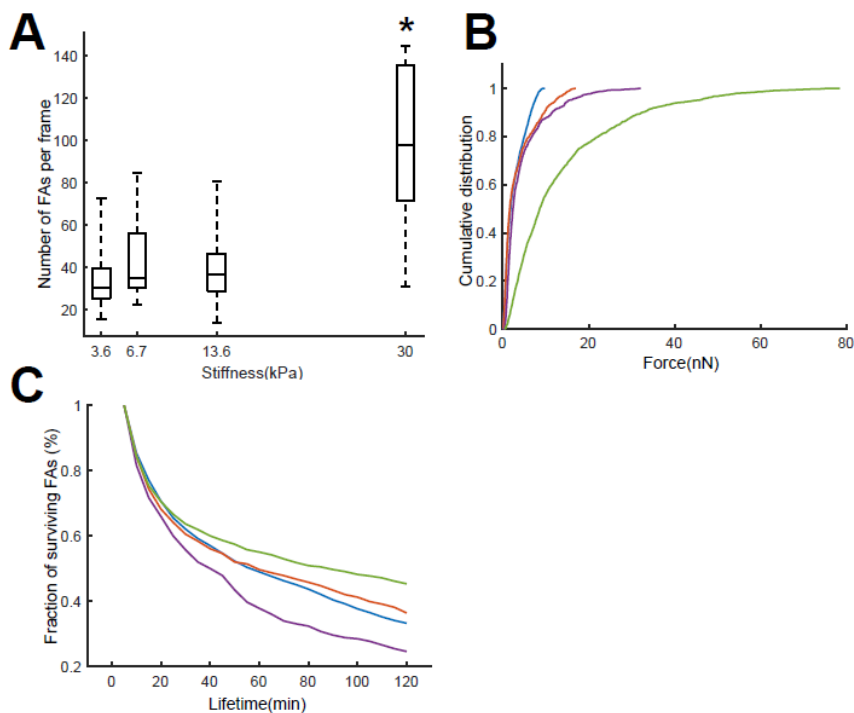 A
*
140
120
100
80
60
40
20
Number of FAs per frame
3.6 6.7 13.6 30
Stiffness(kPa)
B
1
0.8
0.6
0.4
0.2
0
Cumulative distribution
0 20 40 60 80
Force(nN)
C
1
0.8
0.6
0.4
0.2
Fraction of surviving FAs (%)
0 20 40 60 80 100 120
Lifetime(min)